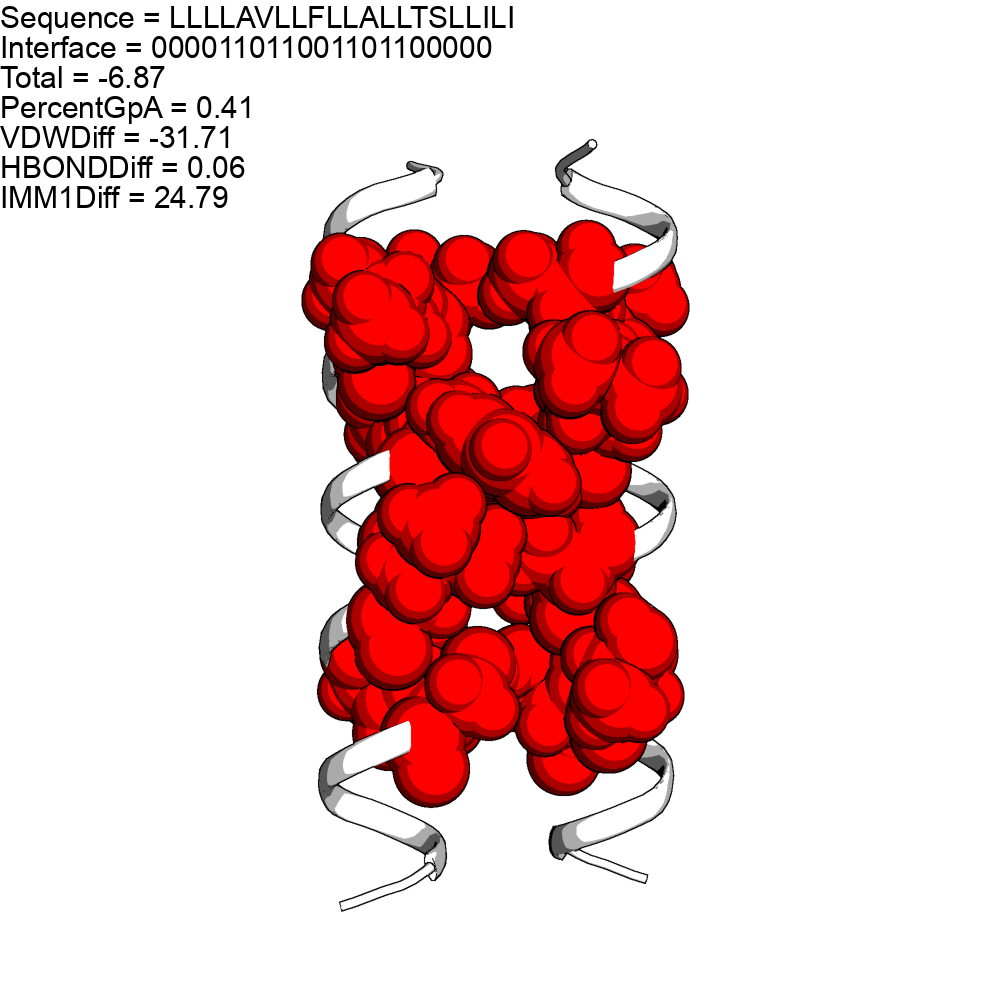 Sequence = LLLLAVLLFLLALLTSLLILI
Interface = 000011011001101100000
Total = -6.87
PercentGpA = 0.41
VDWDiff = -31.71
HBONDDiff = 0.06
IMM1Diff = 24.79